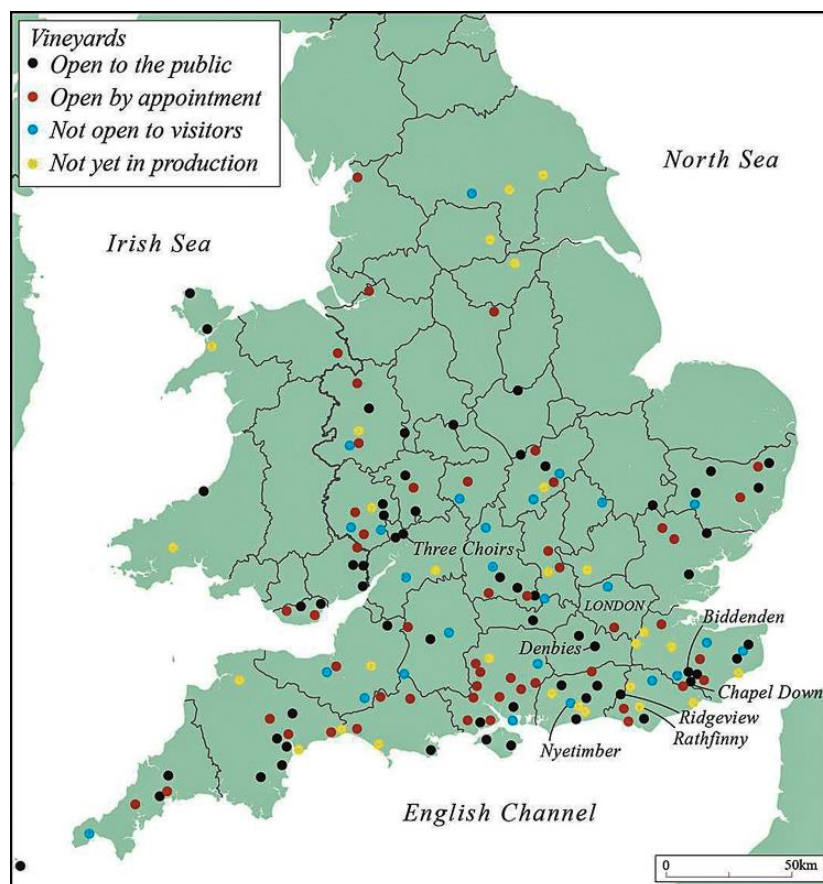 Vineyards
Open to the public
Open by appointment
Not open to visitors
Not yet in production
North Sea
Irish Sea
Three Choirs
LONDON
Biddenden
Denbies
Chapel Down
Ridgeview
Rathfinny
Nyetimber
English Channel
0 50km